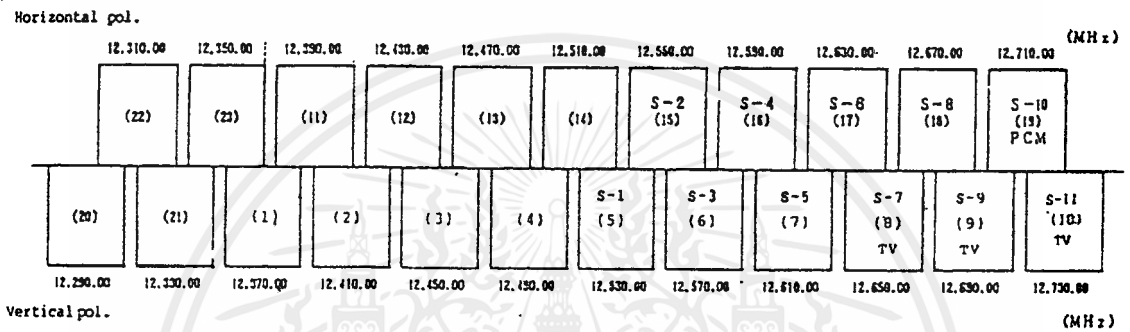 Horizontal pol.
(MHz)
12.310.00 12.350.00 12.390.00 12.430.00 12.470.00 12.510.00 12.550.00 12.590.00 12.630.00 12.670.00 12.710.00
(22) (23) (11) (12) (13) (14) S-2 S-4 S-6 S-8 S-10
(15) (16) (17) (18) (19)
PCM
(20) (21) (1) (2) (3) (4) S-1 S-3 S-5 S-7 S-9 S-11
(5) (6) (7) (8) (9) (10)
TV TV TV
12.290.00 12.330.00 12.370.00 12.410.00 12.450.00 12.490.00 12.530.00 12.570.00 12.610.00 12.650.00 12.690.00 12.730.00
Vertical pol.
(MHz)